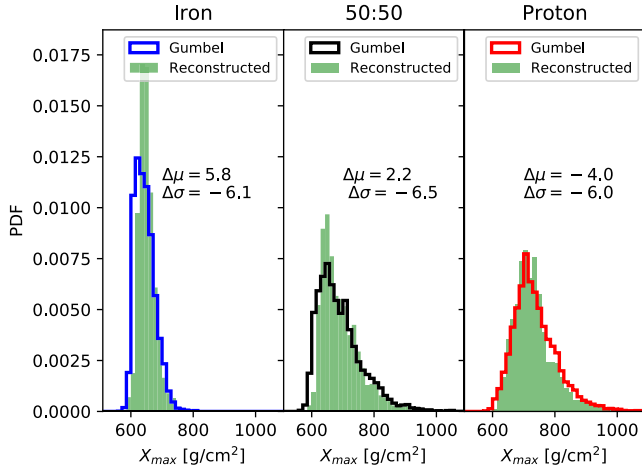 Iron 50:50 Proton
0.0175 Gumbel Gumbel Gumbel
Reconstructed Reconstructed Reconstructed
0.0150
0.0125
Δμ = 5.8 Δμ = 2.2 Δμ = −4.0
Δσ = −6.1 Δσ = −6.5 Δσ = −6.0
0.0100
PDF
0.0075
0.0050
0.0025
0.0000
600 800 1000 600 800 1000 600 800 1000
Xmax [g/cm²] Xmax [g/cm²] Xmax [g/cm²]